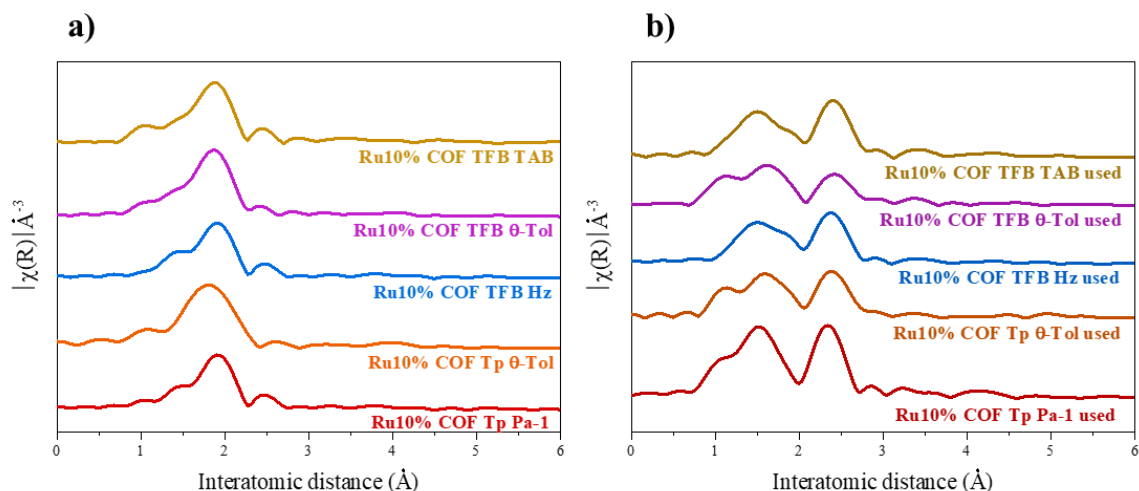 a)
|χ(R)|Å⁻³
Ru10% COF TFB TAB
Ru10% COF TFB θ-Tol
Ru10% COF TFB Hz
Ru10% COF Tp θ-Tol
Ru10% COF Tp Pa-1
0 1 2 3 4 5 6
Interatomic distance (Å)
b)
|χ(R)|Å⁻³
Ru10% COF TFB TAB used
Ru10% COF TFB θ-Tol used
Ru10% COF TFB Hz used
Ru10% COF Tp θ-Tol used
Ru10% COF Tp Pa-1 used
0 1 2 3 4 5 6
Interatomic distance (Å)